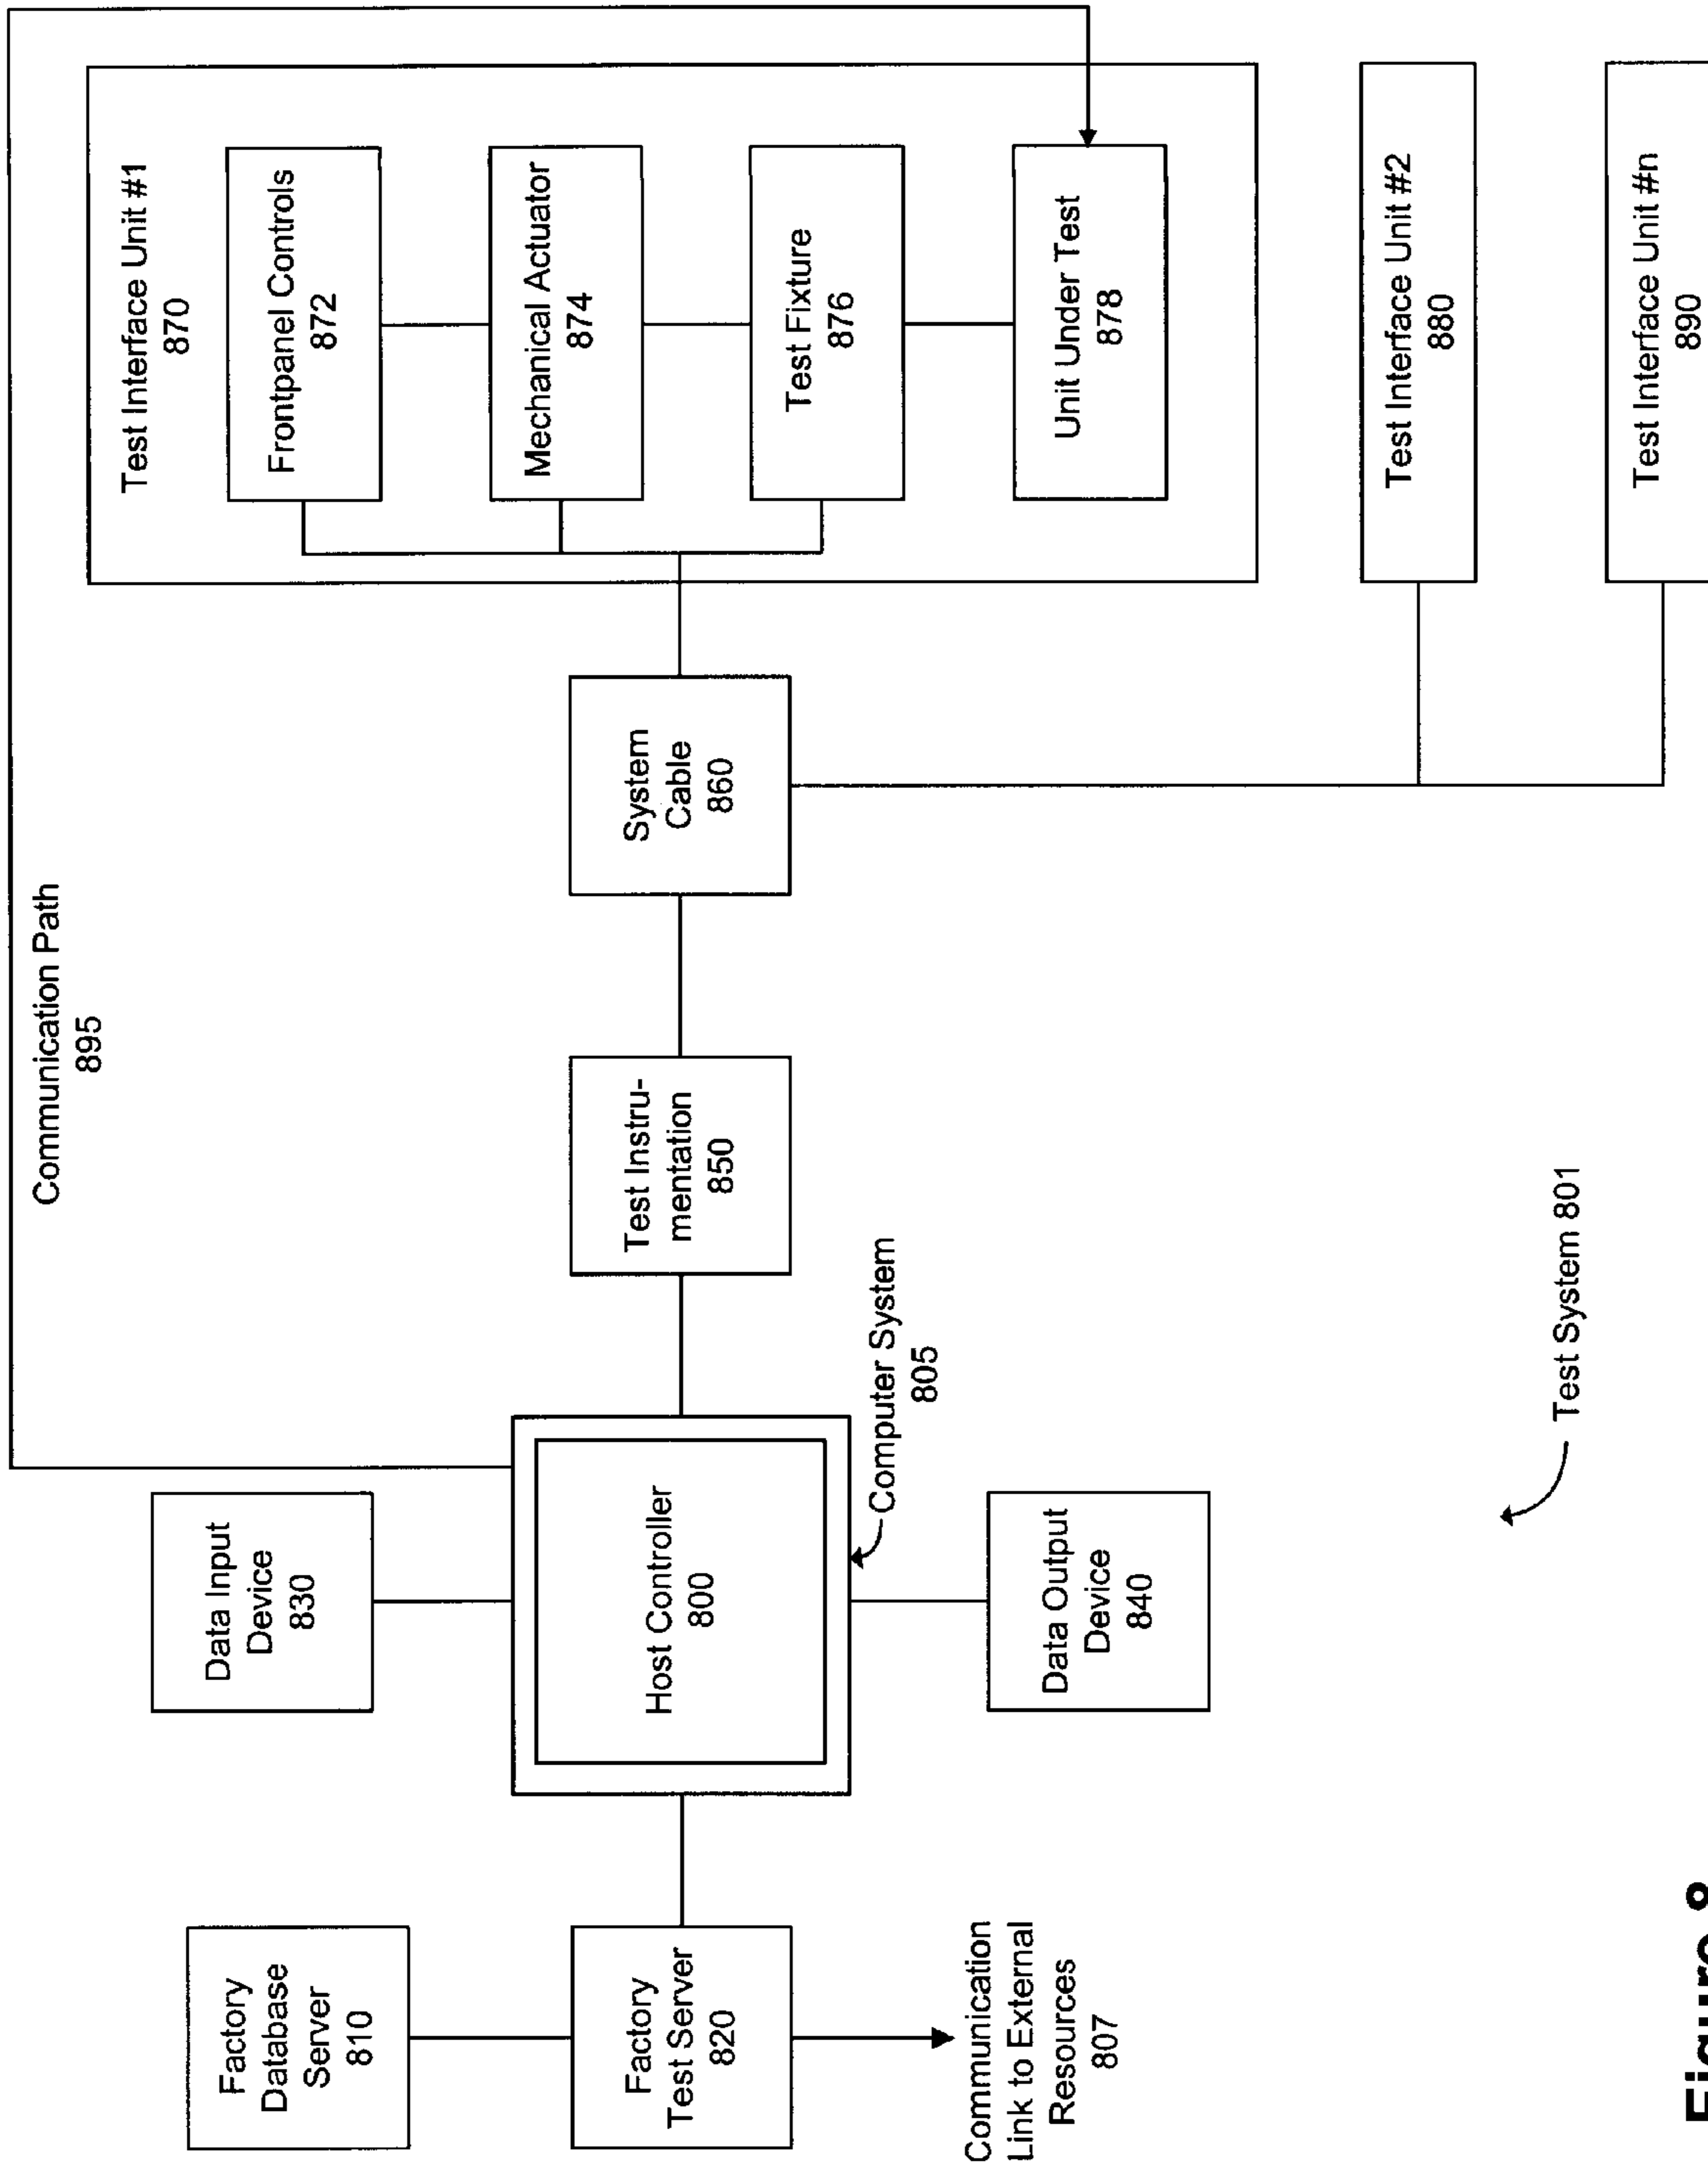 Communication Path
895
Test Interface Unit #1
870
Frontpanel Controls
872
Mechanical Actuator
874
Test Fixture
876
Unit Under Test
878
Test Interface Unit #2
880
Test Interface Unit #n
890
Factory
Database
Server
810
Factory
Test Server
820
Communication
Link to External
Resources
807
Data Input
Device
830
Host Controller
800
Computer System
805
Data Output
Device
840
Test Instru-
mentation
850
System
Cable
860
Test System 801
Figure 8